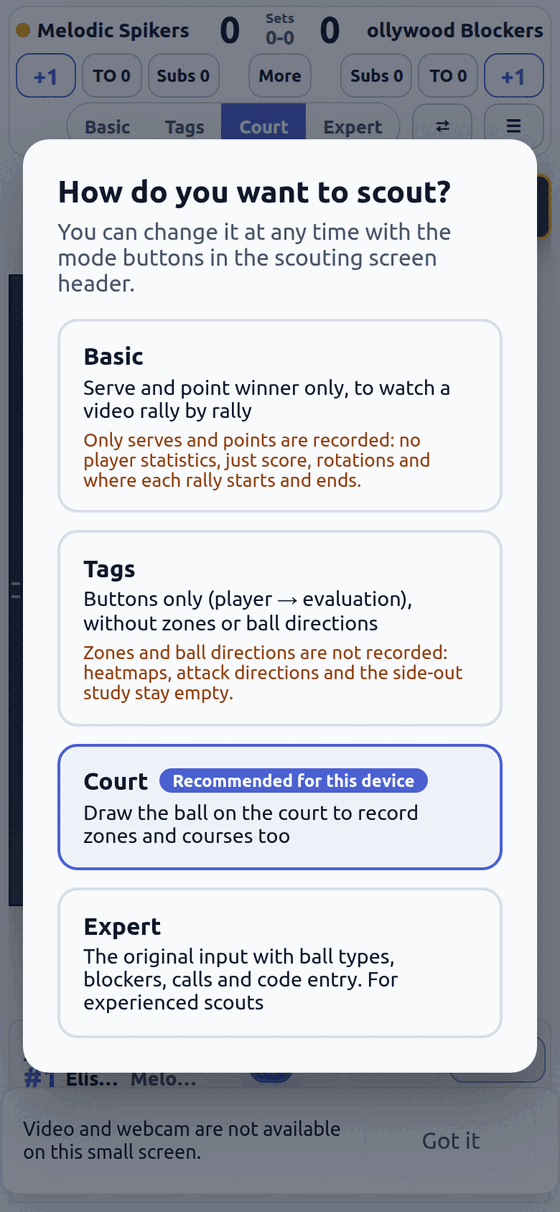 Melodic Spikers 0 Sets 0 ollywood Blockers
0-0
+1 TO 0 Subs 0 More Subs 0 TO 0 +1
Basic Tags Court Expert
How do you want to scout?
You can change it at any time with the
mode buttons in the scouting screen
header.
Basic
Serve and point winner only, to watch a
video rally by rally
Only serves and points are recorded: no
player statistics, just score, rotations and
where each rally starts and ends.
Tags
Buttons only (player → evaluation),
without zones or ball directions
Zones and ball directions are not recorded:
heatmaps, attack directions and the side-out
study stay empty.
Court Recommended for this device
Draw the ball on the court to record
zones and courses too
Expert
The original input with ball types,
blockers, calls and code entry. For
experienced scouts
#1 Elis... Melo...
Video and webcam are not available
on this small screen.
Got it